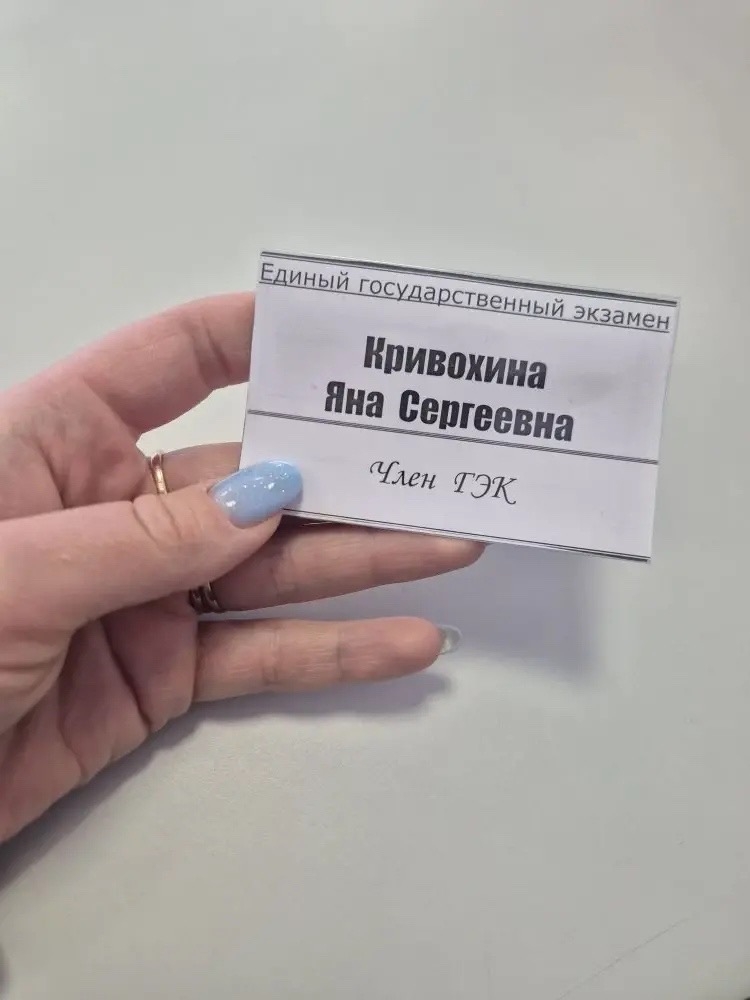 Единый государственный экзамен
Кривохина
Яна Сергеевна
Член ГЭК